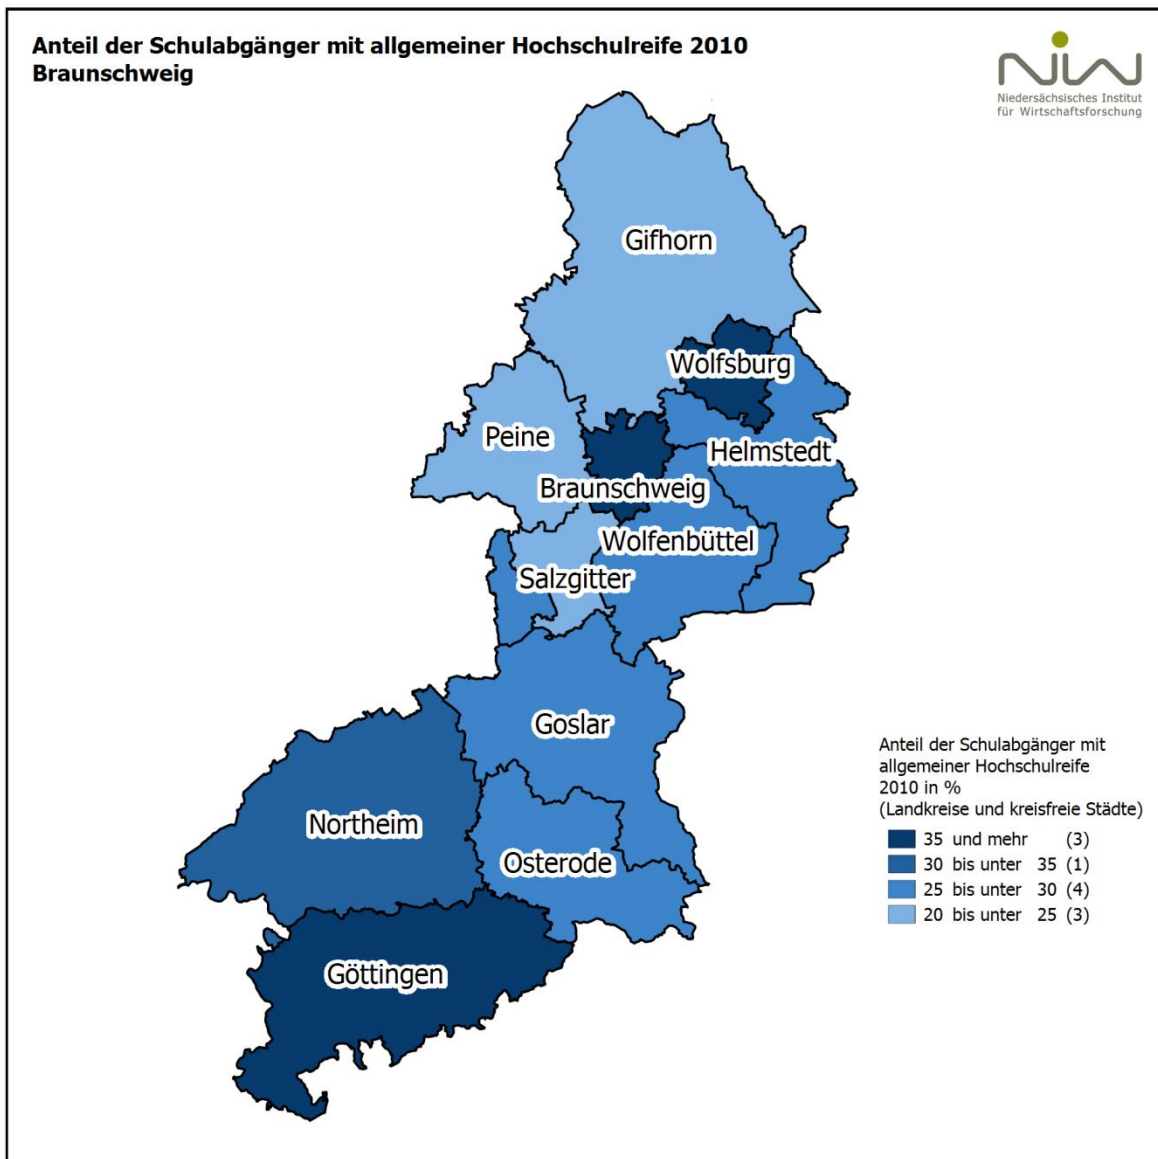 Anteil der Schulabgänger mit allgemeiner Hochschulreife 2010
Braunschweig
NIW
Niedersächsisches Institut
für Wirtschaftsforschung
Gifhorn
Wolfsburg
Peine
Helmstedt
Braunschweig
Wolfenbüttel
Salzgitter
Goslar
Northeim
Osterode
Göttingen
Anteil der Schulabgänger mit
allgemeiner Hochschulreife
2010 in %
(Landkreise und kreisfreie Städte)
35 und mehr (3)
30 bis unter 35 (1)
25 bis unter 30 (4)
20 bis unter 25 (3)